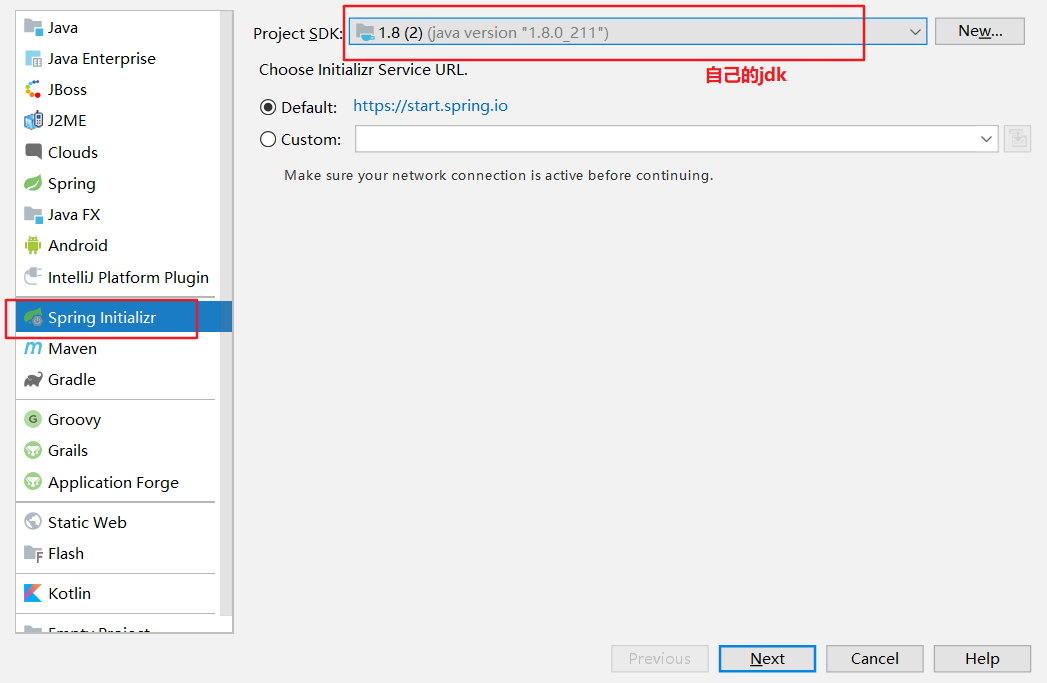 Java
Java Enterprise
JBoss
J2ME
Clouds
Spring
Java FX
Android
IntelliJ Platform Plugin
Spring Initializr
Maven
Gradle
Groovy
Grails
Application Forge
Static Web
Flash
Kotlin
Empty Project
Project SDK: 1.8 (2) (java version "1.8.0_211") New...
自己的jdk
Choose Initializr Service URL.
Default: https://start.spring.io
Custom:
Make sure your network connection is active before continuing.
Previous Next Cancel Help